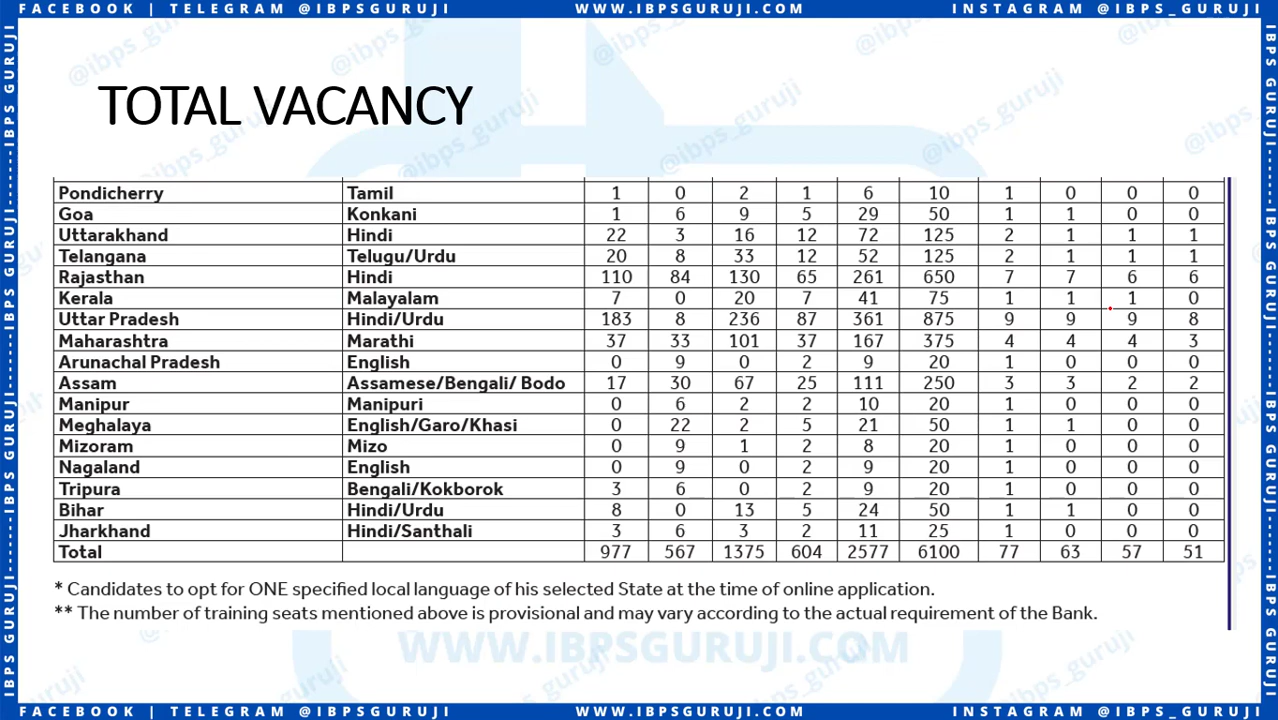 FACEBOOK | TELEGRAM @IBPSGURUJI WWW.IBPSGURUJI.COM INSTAGRAM @IBPS_GURUJI
TOTAL VACANCY
Pondicherry Tamil 1 0 2 1 6 10 1 0 0 0
Goa Konkani 1 6 9 5 29 50 1 1 0 0
Uttarakhand Hindi 22 3 16 12 72 125 2 1 1 1
Telangana Telugu/Urdu 20 8 33 12 52 125 2 1 1 1
Rajasthan Hindi 110 84 130 65 261 650 7 7 6 6
Kerala Malayalam 7 0 20 7 41 75 1 1 1 0
Uttar Pradesh Hindi/Urdu 183 8 236 87 361 875 9 9 9 8
Maharashtra Marathi 37 33 101 37 167 375 4 4 4 3
Arunachal Pradesh English 0 9 0 2 9 20 1 0 0 0
Assam Assamese/Bengali/ Bodo 17 30 67 25 111 250 3 3 2 2
Manipur Manipuri 0 6 2 2 10 20 1 0 0 0
Meghalaya English/Garo/Khasi 0 22 2 5 21 50 1 1 0 0
Mizoram Mizo 0 9 1 2 8 20 1 0 0 0
Nagaland English 0 9 0 2 9 20 1 0 0 0
Tripura Bengali/Kokborok 3 6 0 2 9 20 1 0 0 0
Bihar Hindi/Urdu 8 0 13 5 24 50 1 1 0 0
Jharkhand Hindi/Santhali 3 6 3 2 11 25 1 0 0 0
Total 977 567 1375 604 2577 6100 77 63 57 51
* Candidates to opt for ONE specified local language of his selected State at the time of online application.
** The number of training seats mentioned above is provisional and may vary according to the actual requirement of the Bank.
WWW.IBPSGURUJI.COM
@ibps_guruji
IBPS GURUJI-----IBPS GURUJI-----IBPS GURUJI
IBPS GURUJI-----IBPS GURUJI-----IBPS GURUJI
FACEBOOK | TELEGRAM @IBPSGURUJI WWW.IBPSGURUJI.COM INSTAGRAM @IBPS_GURUJI